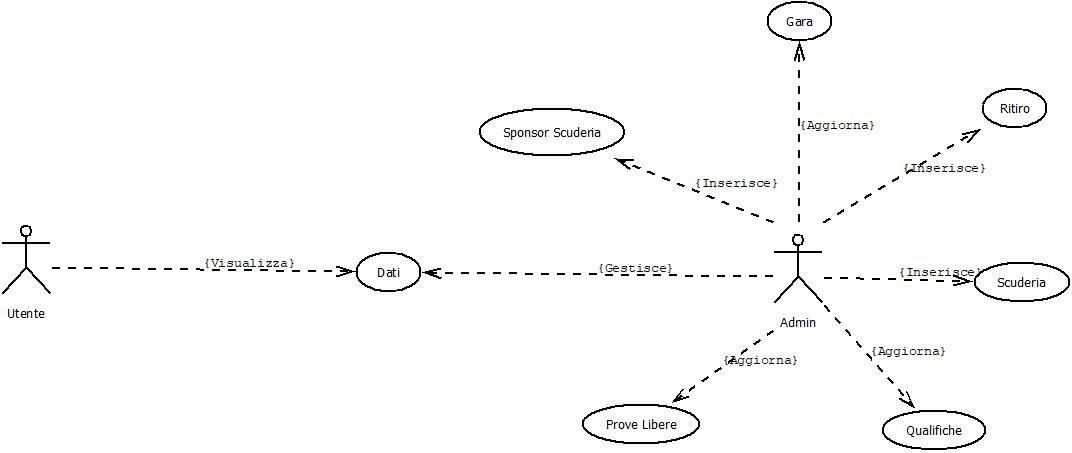 Gara
Ritiro
{Aggiorna}
Sponsor Scuderia
{Inserisce}
{Inserisce}
{Visualizza}
Dati
{Gestisce}
{Inserisce}
Scuderia
Utente
Admin
{Aggiorna}
{Aggiorna}
Prove Libere
Qualifiche